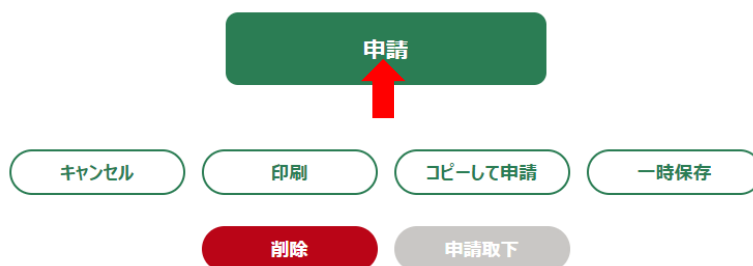 申請
キャンセル
印刷
コピーして申請
一時保存
削除
申請取下